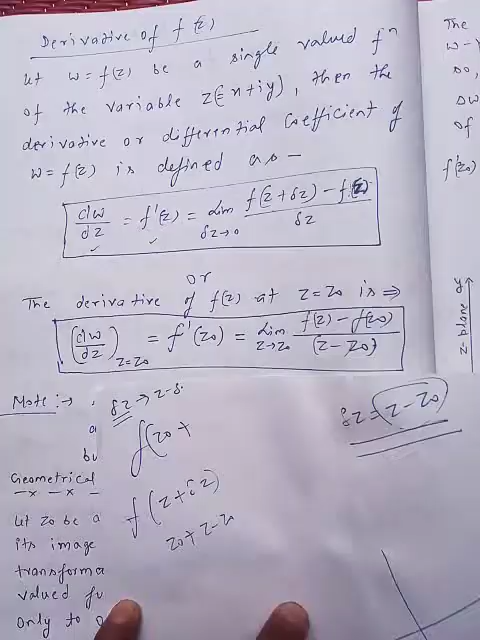 Derivative of f(z)
Let w = f(z) be a single valued fⁿ
of the variable z(= x+iy), then the
derivative or differential coefficient of
w = f(z) is defined as -
dw/dz = f'(z) = lim δz→0 f(z+δz) - f(z) / δz
or
The derivative of f(z) at z=z0 is ⇒
(dw/dz) z=z0 = f'(z0) = lim z→z0 f(z) - f(z0) / (z - z0)
Note :→
a
bu
Geometrical
-x -x -
Let z0 be a
its image
transforma
valued fu
only to
δz → z-
f(z0 +
f(z+δz)
z0 + z-z0
δz = z-z0
The
w-
so,
δw
of
f'(z0)
z-plane